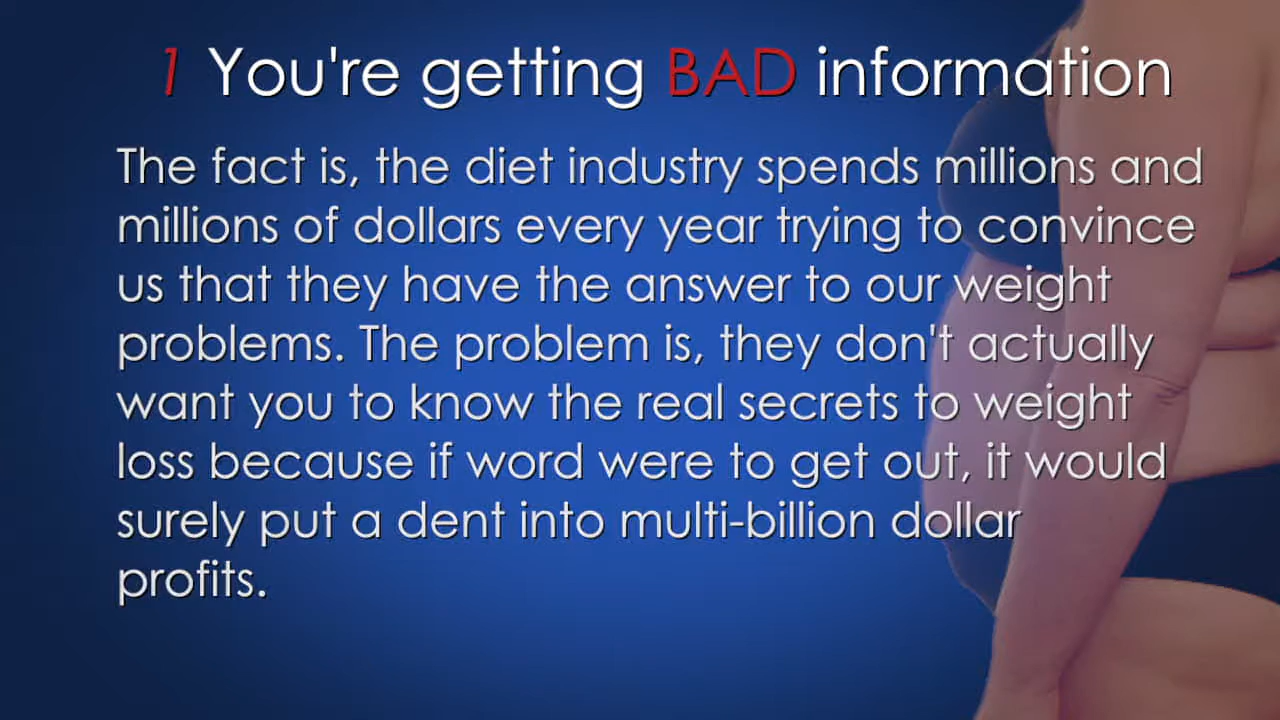 1 You're getting BAD information
The fact is, the diet industry spends millions and
millions of dollars every year trying to convince
us that they have the answer to our weight
problems. The problem is, they don't actually
want you to know the real secrets to weight
loss because if word were to get out, it would
surely put a dent into multi-billion dollar
profits.